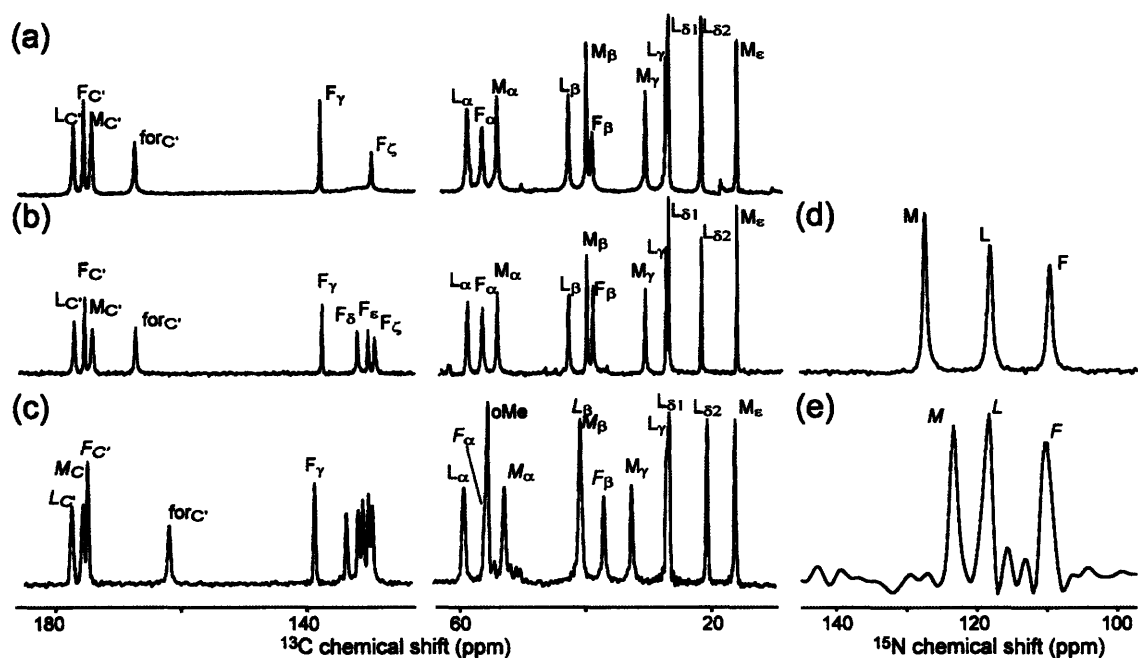 (a)
LC'
FC'
MC'
forC'
Fγ
Fζ
Lα
Fα
Mα
Lβ
Mβ
Fβ
Mγ
Lγ
Lδ1
Lδ2
Mε
(b)
LC'
FC'
MC'
forC'
Fγ
Fδ
Fε
Fζ
Lα
Fα
Mα
Lβ
Mβ
Fβ
Mγ
Lγ
Lδ1
Lδ2
Mε
(c)
LC'
MC
FC'
forC'
Fγ
Lα
Fα
oMe
Mα
Lβ
Mβ
Fβ
Mγ
Lγ
Lδ1
Lδ2
Mε
180 140 60 20
13C chemical shift (ppm)
(d)
M L F
(e)
M L F
140 120 100
15N chemical shift (ppm)